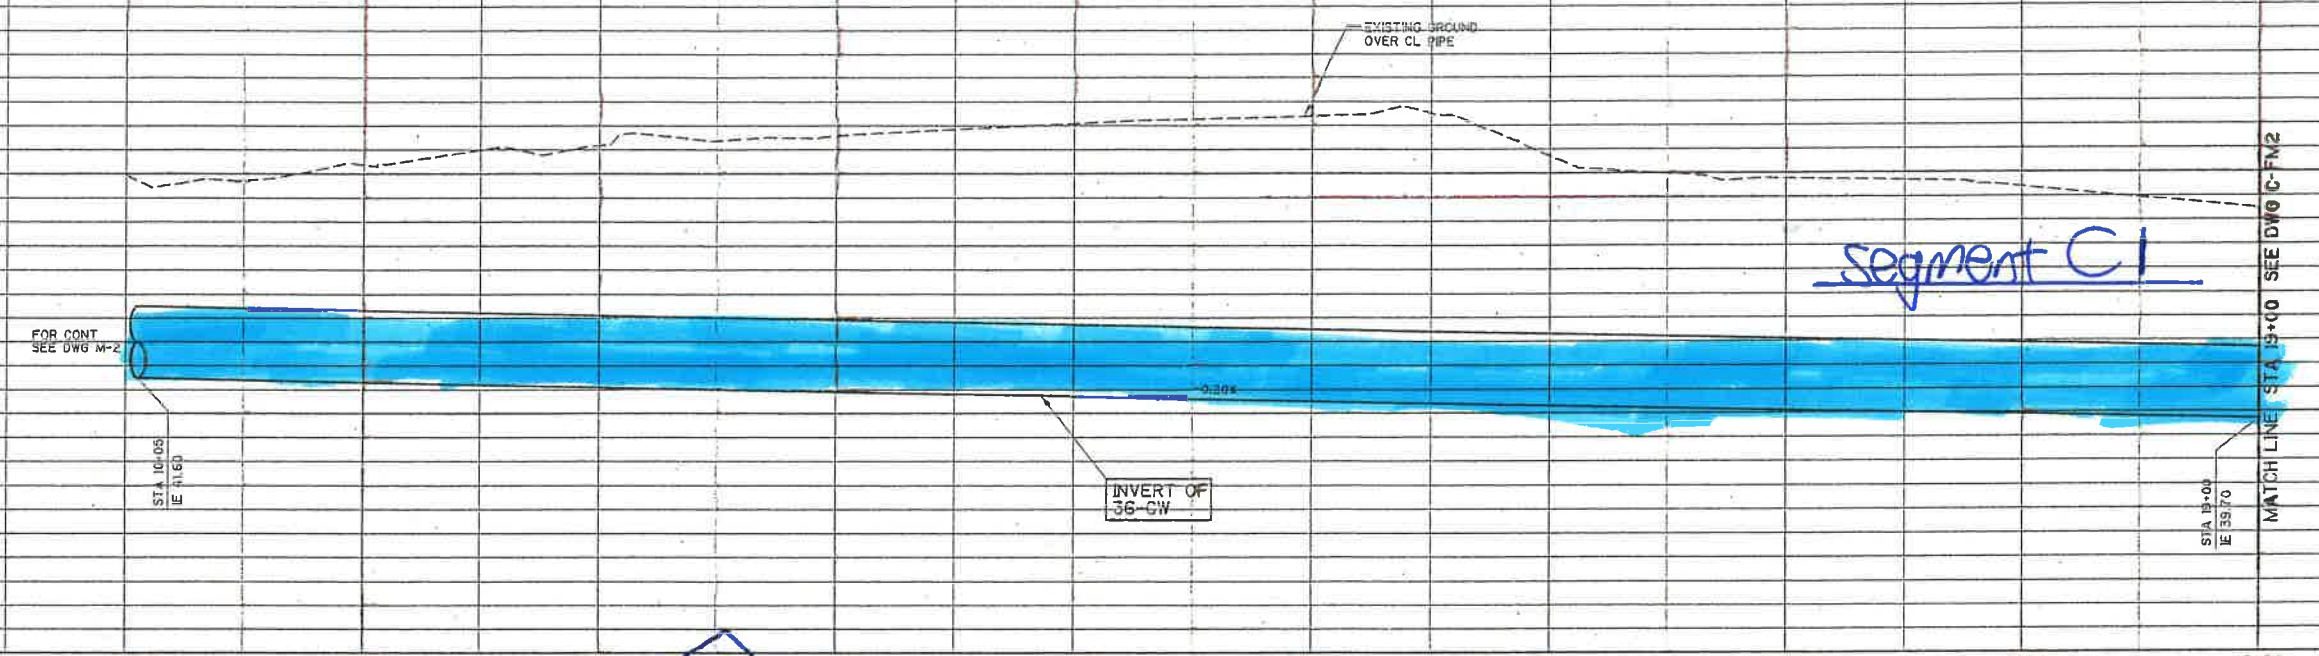 EXISTING GROUND
OVER CL PIPE
segment C1
FOR CONT
SEE DWG M-2
STA 10+05
IE 41.60
INVERT OF
36-CW
STA 19+00
IE 39.70
MATCH LINE STA 19+00 SEE DWG C-FM2